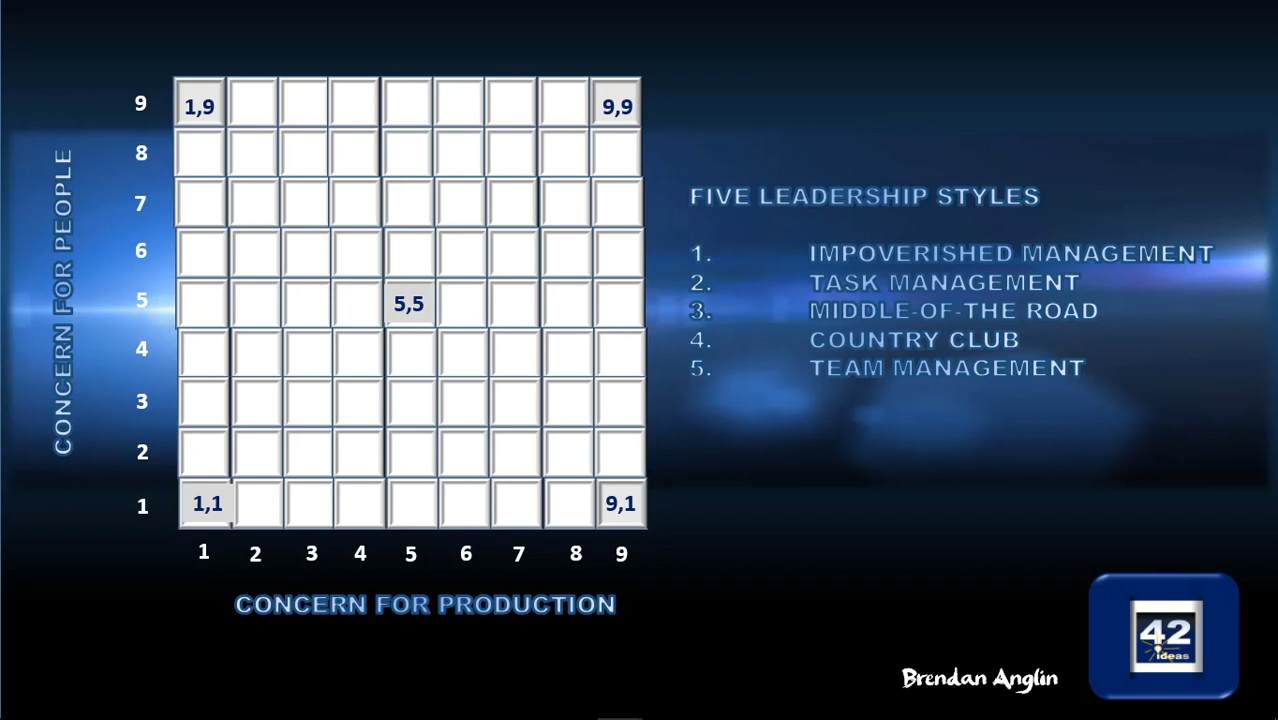 9 1,9 9,9
8
7
6
5 5,5
4
3
2
1 1,1 9,1
1 2 3 4 5 6 7 8 9
CONCERN FOR PEOPLE
CONCERN FOR PRODUCTION
FIVE LEADERSHIP STYLES
1. IMPOVERISHED MANAGEMENT
2. TASK MANAGEMENT
3. MIDDLE-OF-THE ROAD
4. COUNTRY CLUB
5. TEAM MANAGEMENT
42
ideas
Brendan Anglin